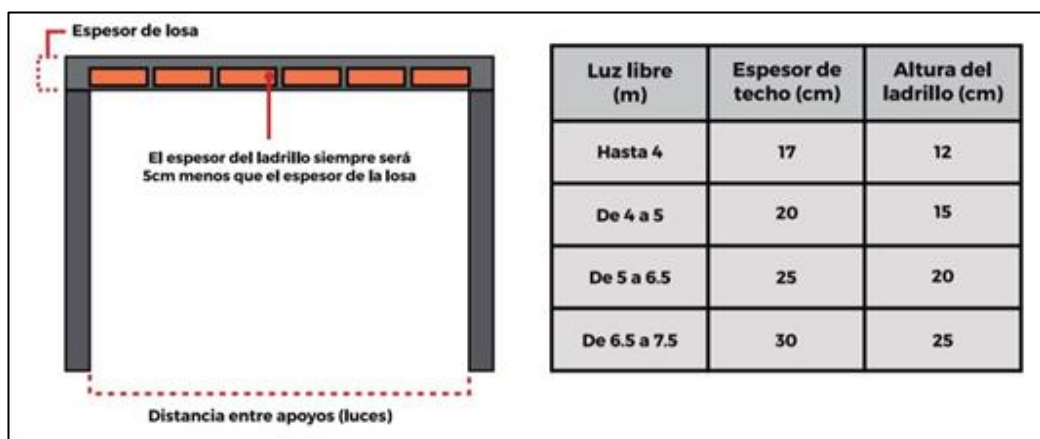 Espesor de losa
El espesor del ladrillo siempre será
5cm menos que el espesor de la losa
Distancia entre apoyos (luces)
Luz libre (m) Espesor de techo (cm) Altura del ladrillo (cm)
Hasta 4 17 12
De 4 a 5 20 15
De 5 a 6.5 25 20
De 6.5 a 7.5 30 25